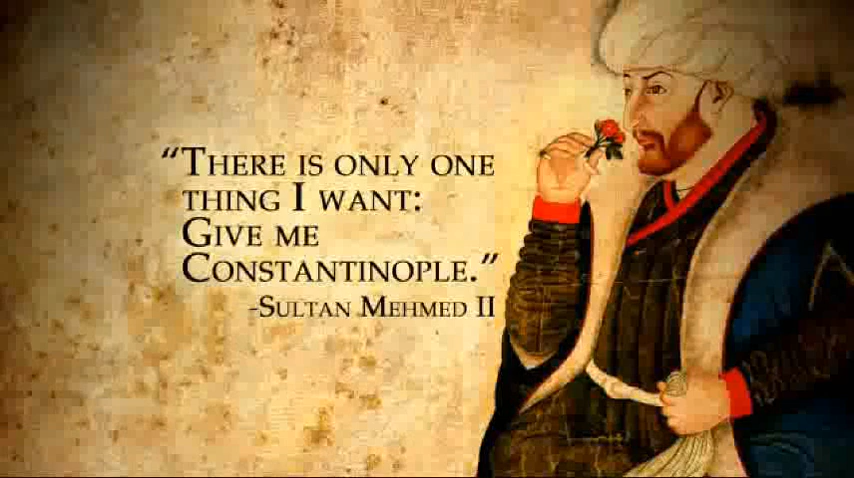 “There is only one
thing I want:
Give me
Constantinople.”
-Sultan Mehmed II